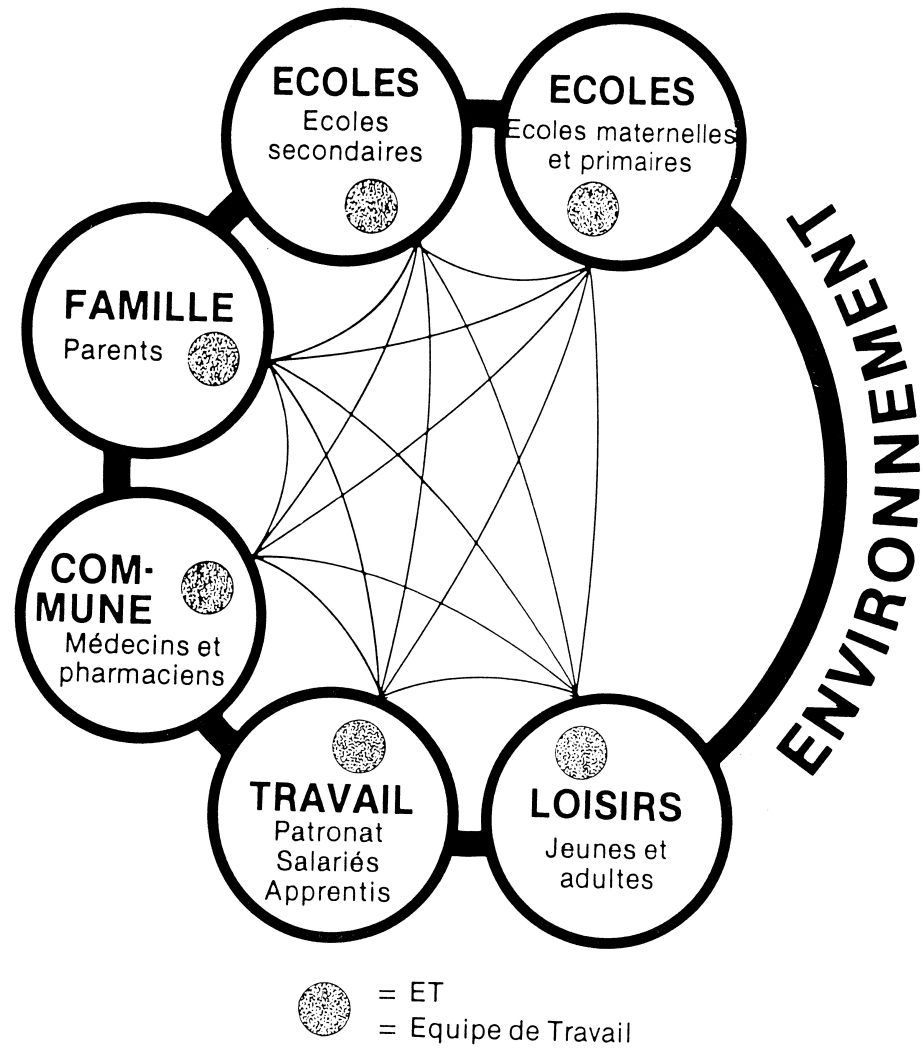 ECOLES
Ecoles
secondaires
ECOLES
Ecoles maternelles
et primaires
FAMILLE
Parents
COM-
MUNE
Médecins et
pharmaciens
TRAVAIL
Patronat
Salariés
Apprentis
LOISIRS
Jeunes et
adultes
ENVIRONNEMENT
= ET
= Equipe de Travail